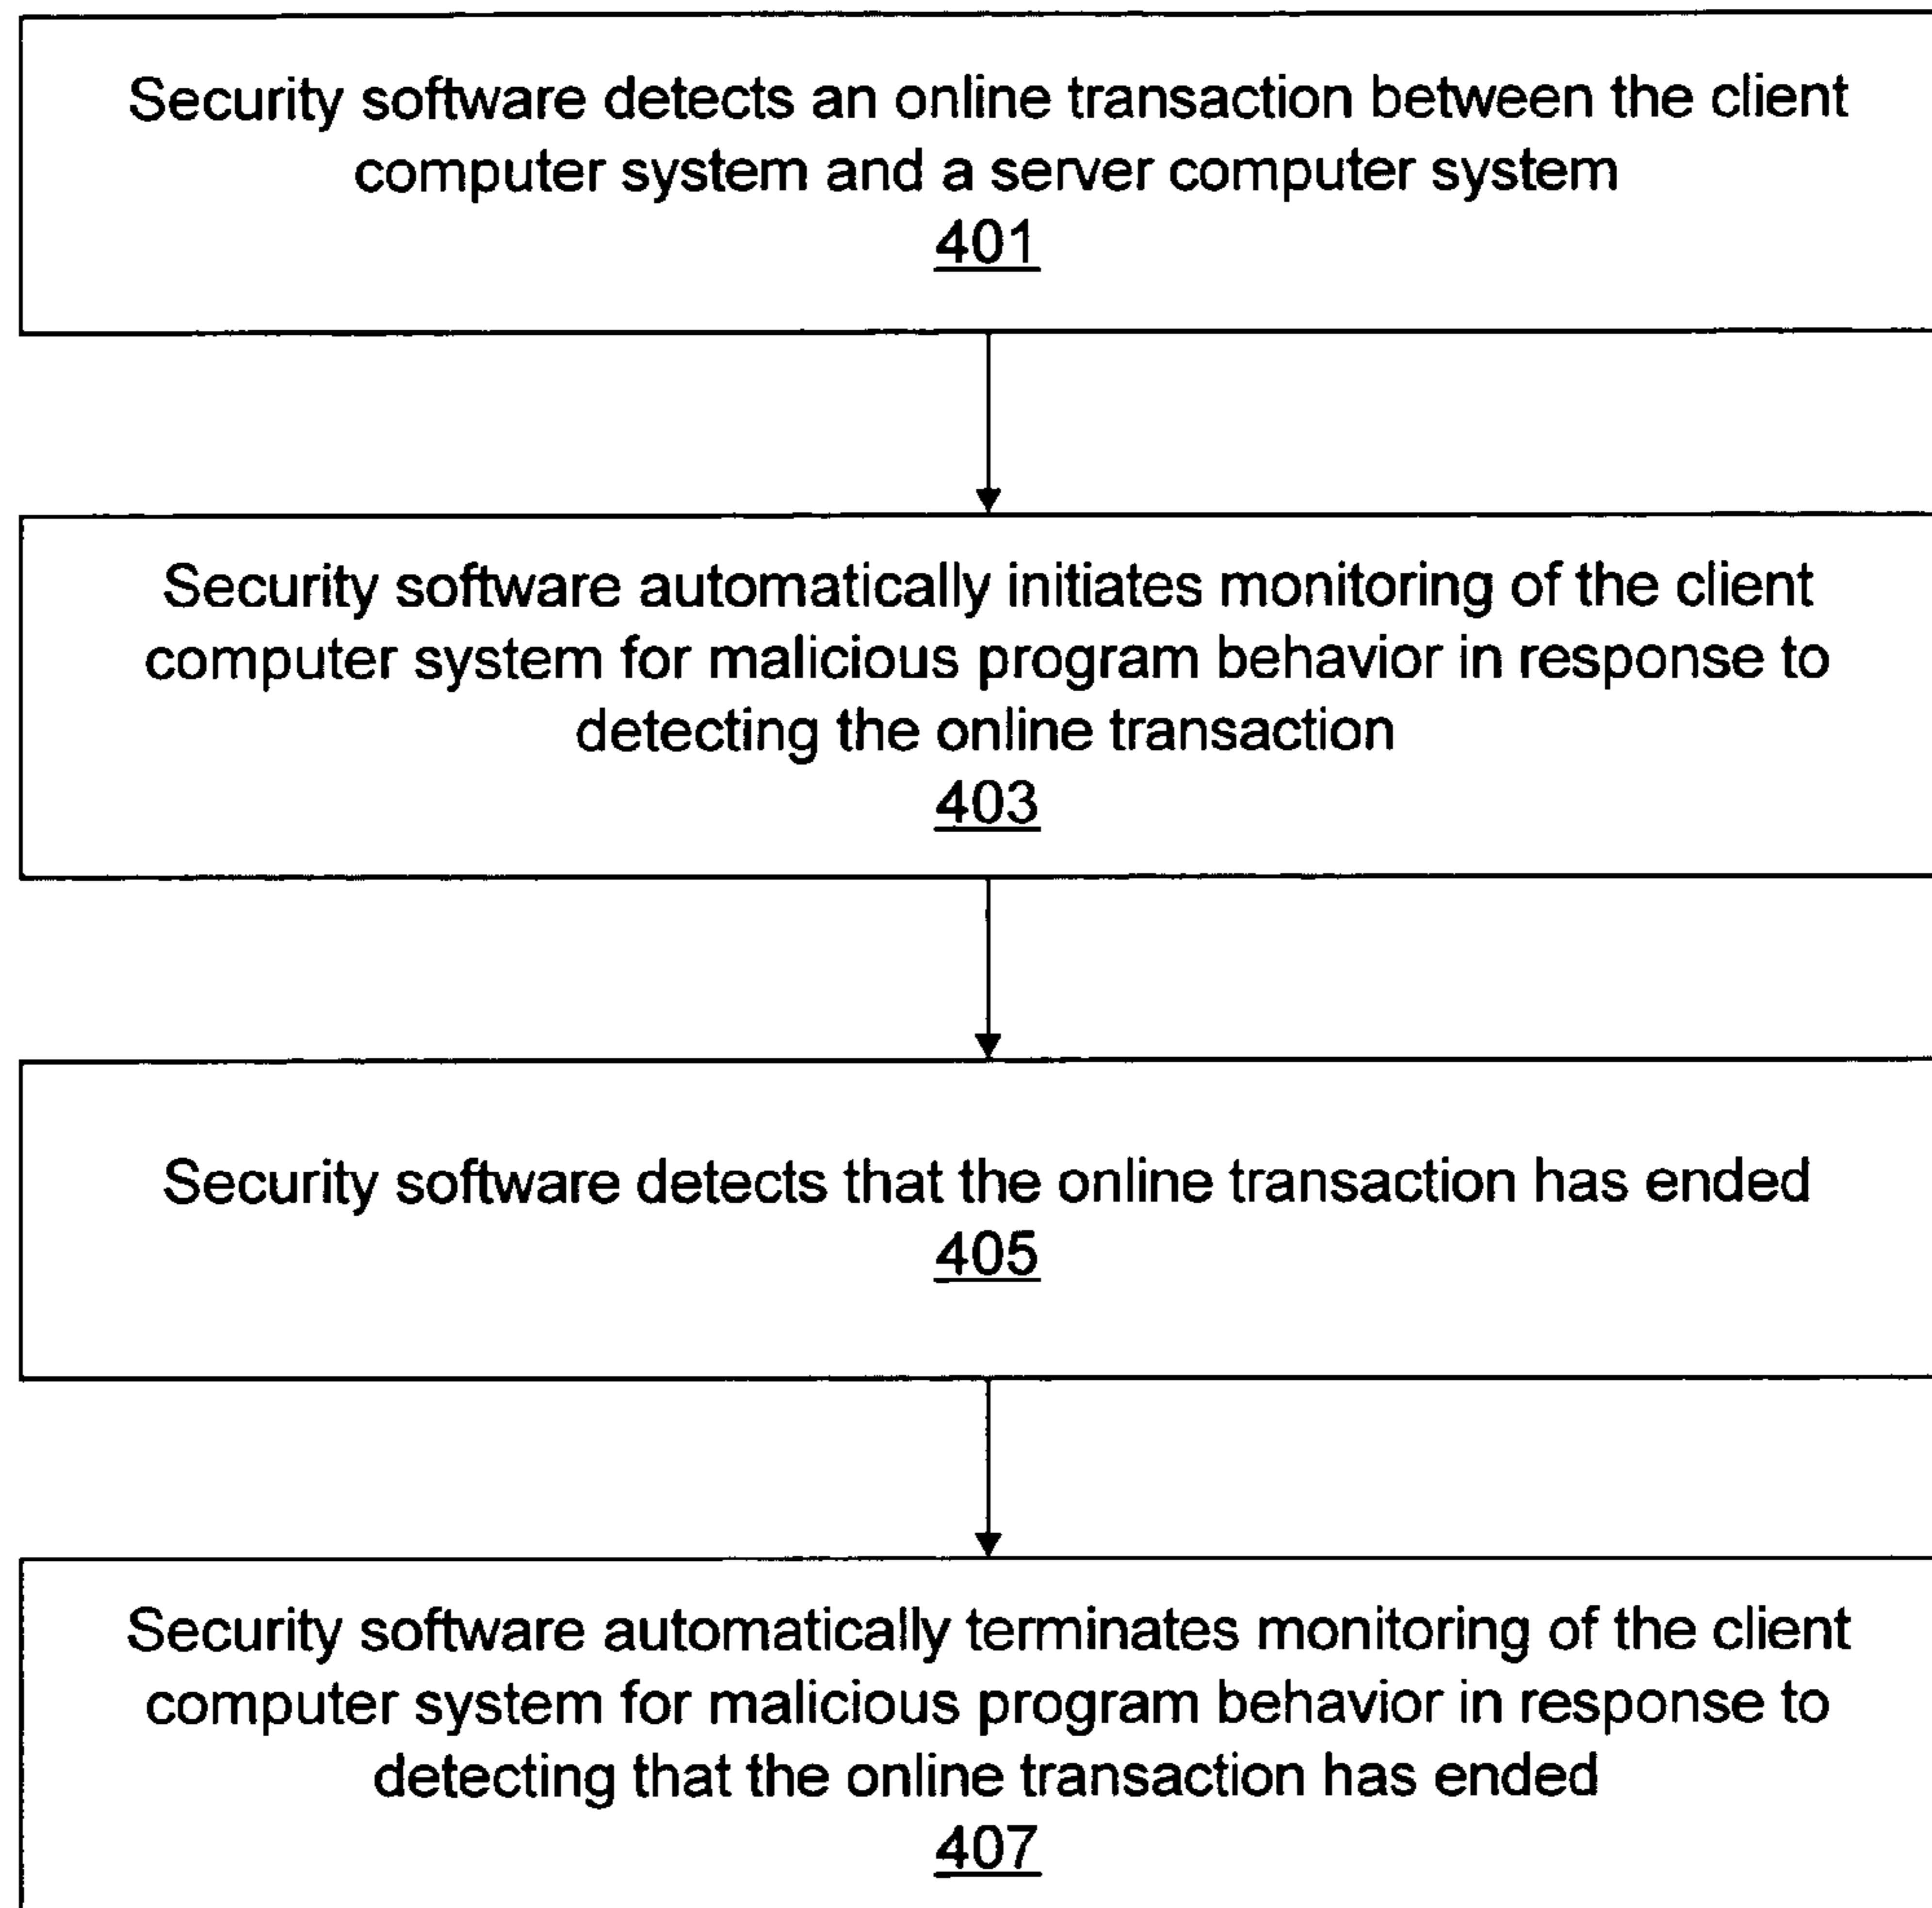 Security software detects an online transaction between the client
computer system and a server computer system
401
Security software automatically initiates monitoring of the client
computer system for malicious program behavior in response to
detecting the online transaction
403
Security software detects that the online transaction has ended
405
Security software automatically terminates monitoring of the client
computer system for malicious program behavior in response to
detecting that the online transaction has ended
407